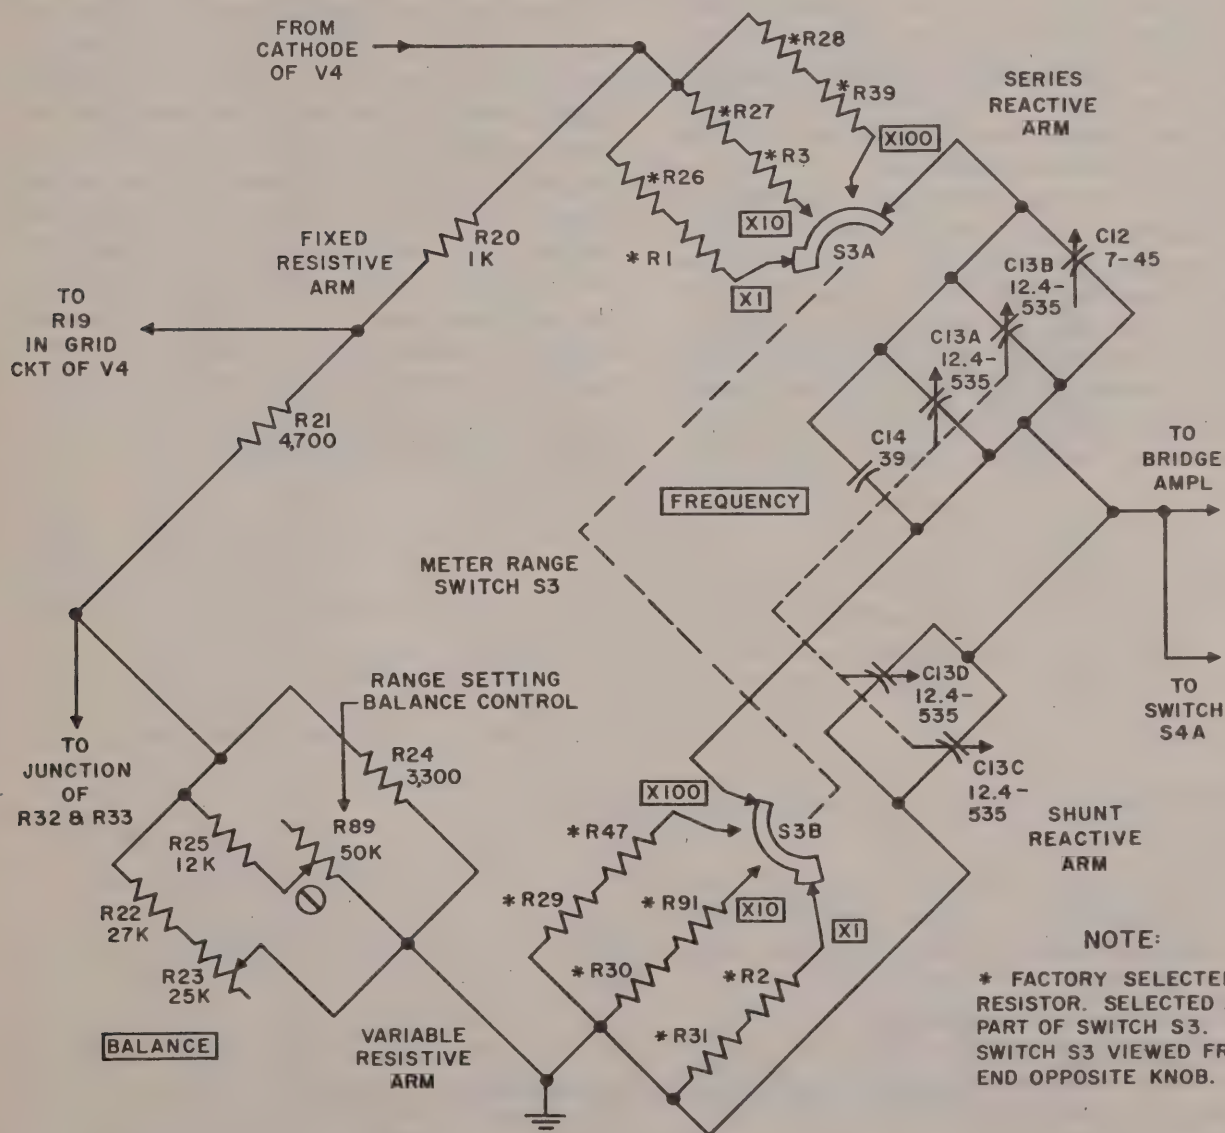 FROM
CATHODE
OF V4
*R28
*R39
SERIES
REACTIVE
ARM
*R27
*R3
X100
*R26
X10
S3A
C12
7-45
C13B
12.4-
535
FIXED
RESISTIVE
ARM
R20
1K
*R1
X1
C13A
12.4-
535
TO
R19
IN GRID
CKT OF V4
R21
4,700
C14
39
TO
BRIDGE
AMPL
FREQUENCY
METER RANGE
SWITCH S3
RANGE SETTING
BALANCE CONTROL
C13D
12.4-
535
TO
SWITCH
S4A
TO
JUNCTION
OF
R32 & R33
R24
3,300
C13C
12.4-
535
SHUNT
REACTIVE
ARM
R25
12K
R89
50K
X100
S3B
*R47
*R29
*R91
X10
X1
R22
27K
R23
25K
*R30
*R2
*R31
BALANCE
VARIABLE
RESISTIVE
ARM
NOTE:
* FACTORY SELECTED
RESISTOR. SELECTED
PART OF SWITCH S3.
SWITCH S3 VIEWED
END OPPOSITE KNOB.